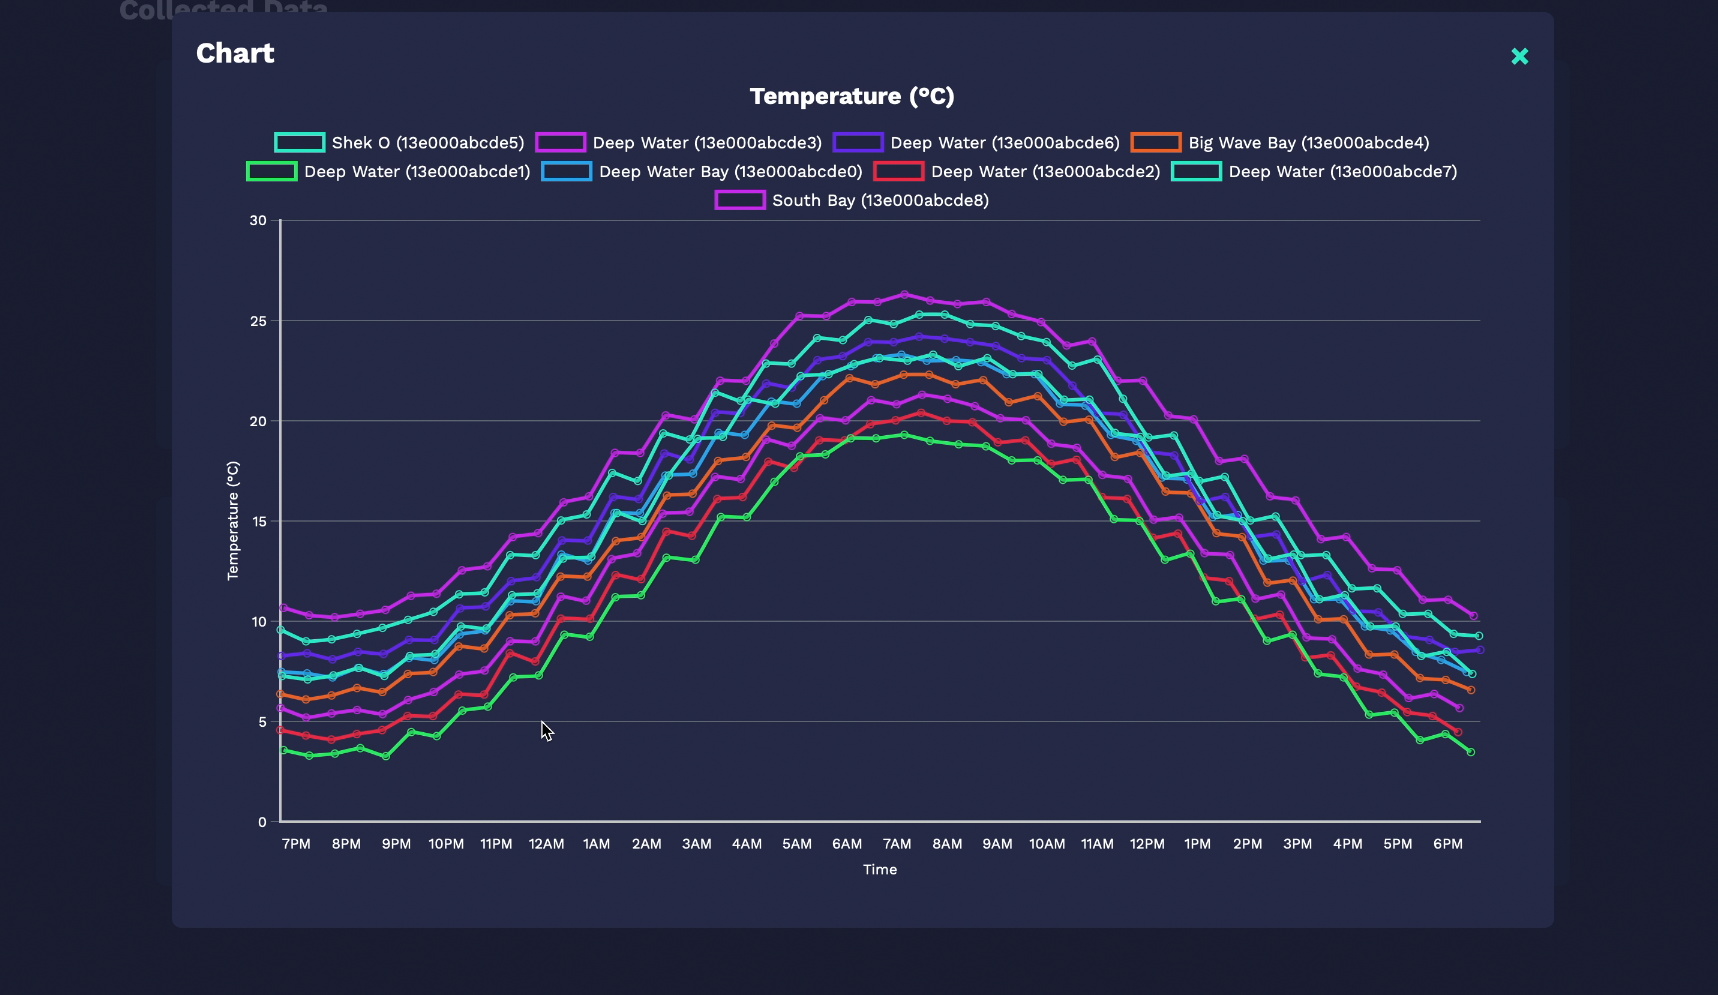 Collected Data
Chart
Temperature (°C)
Shek O (13e000abcde5) Deep Water (13e000abcde3) Deep Water (13e000abcde6) Big Wave Bay (13e000abcde4)
Deep Water (13e000abcde1) Deep Water Bay (13e000abcde0) Deep Water (13e000abcde2) Deep Water (13e000abcde7)
South Bay (13e000abcde8)
30
25
20
15
10
5
0
Temperature (°C)
7PM 8PM 9PM 10PM 11PM 12AM 1AM 2AM 3AM 4AM 5AM 6AM 7AM 8AM 9AM 10AM 11AM 12PM 1PM 2PM 3PM 4PM 5PM 6PM
Time